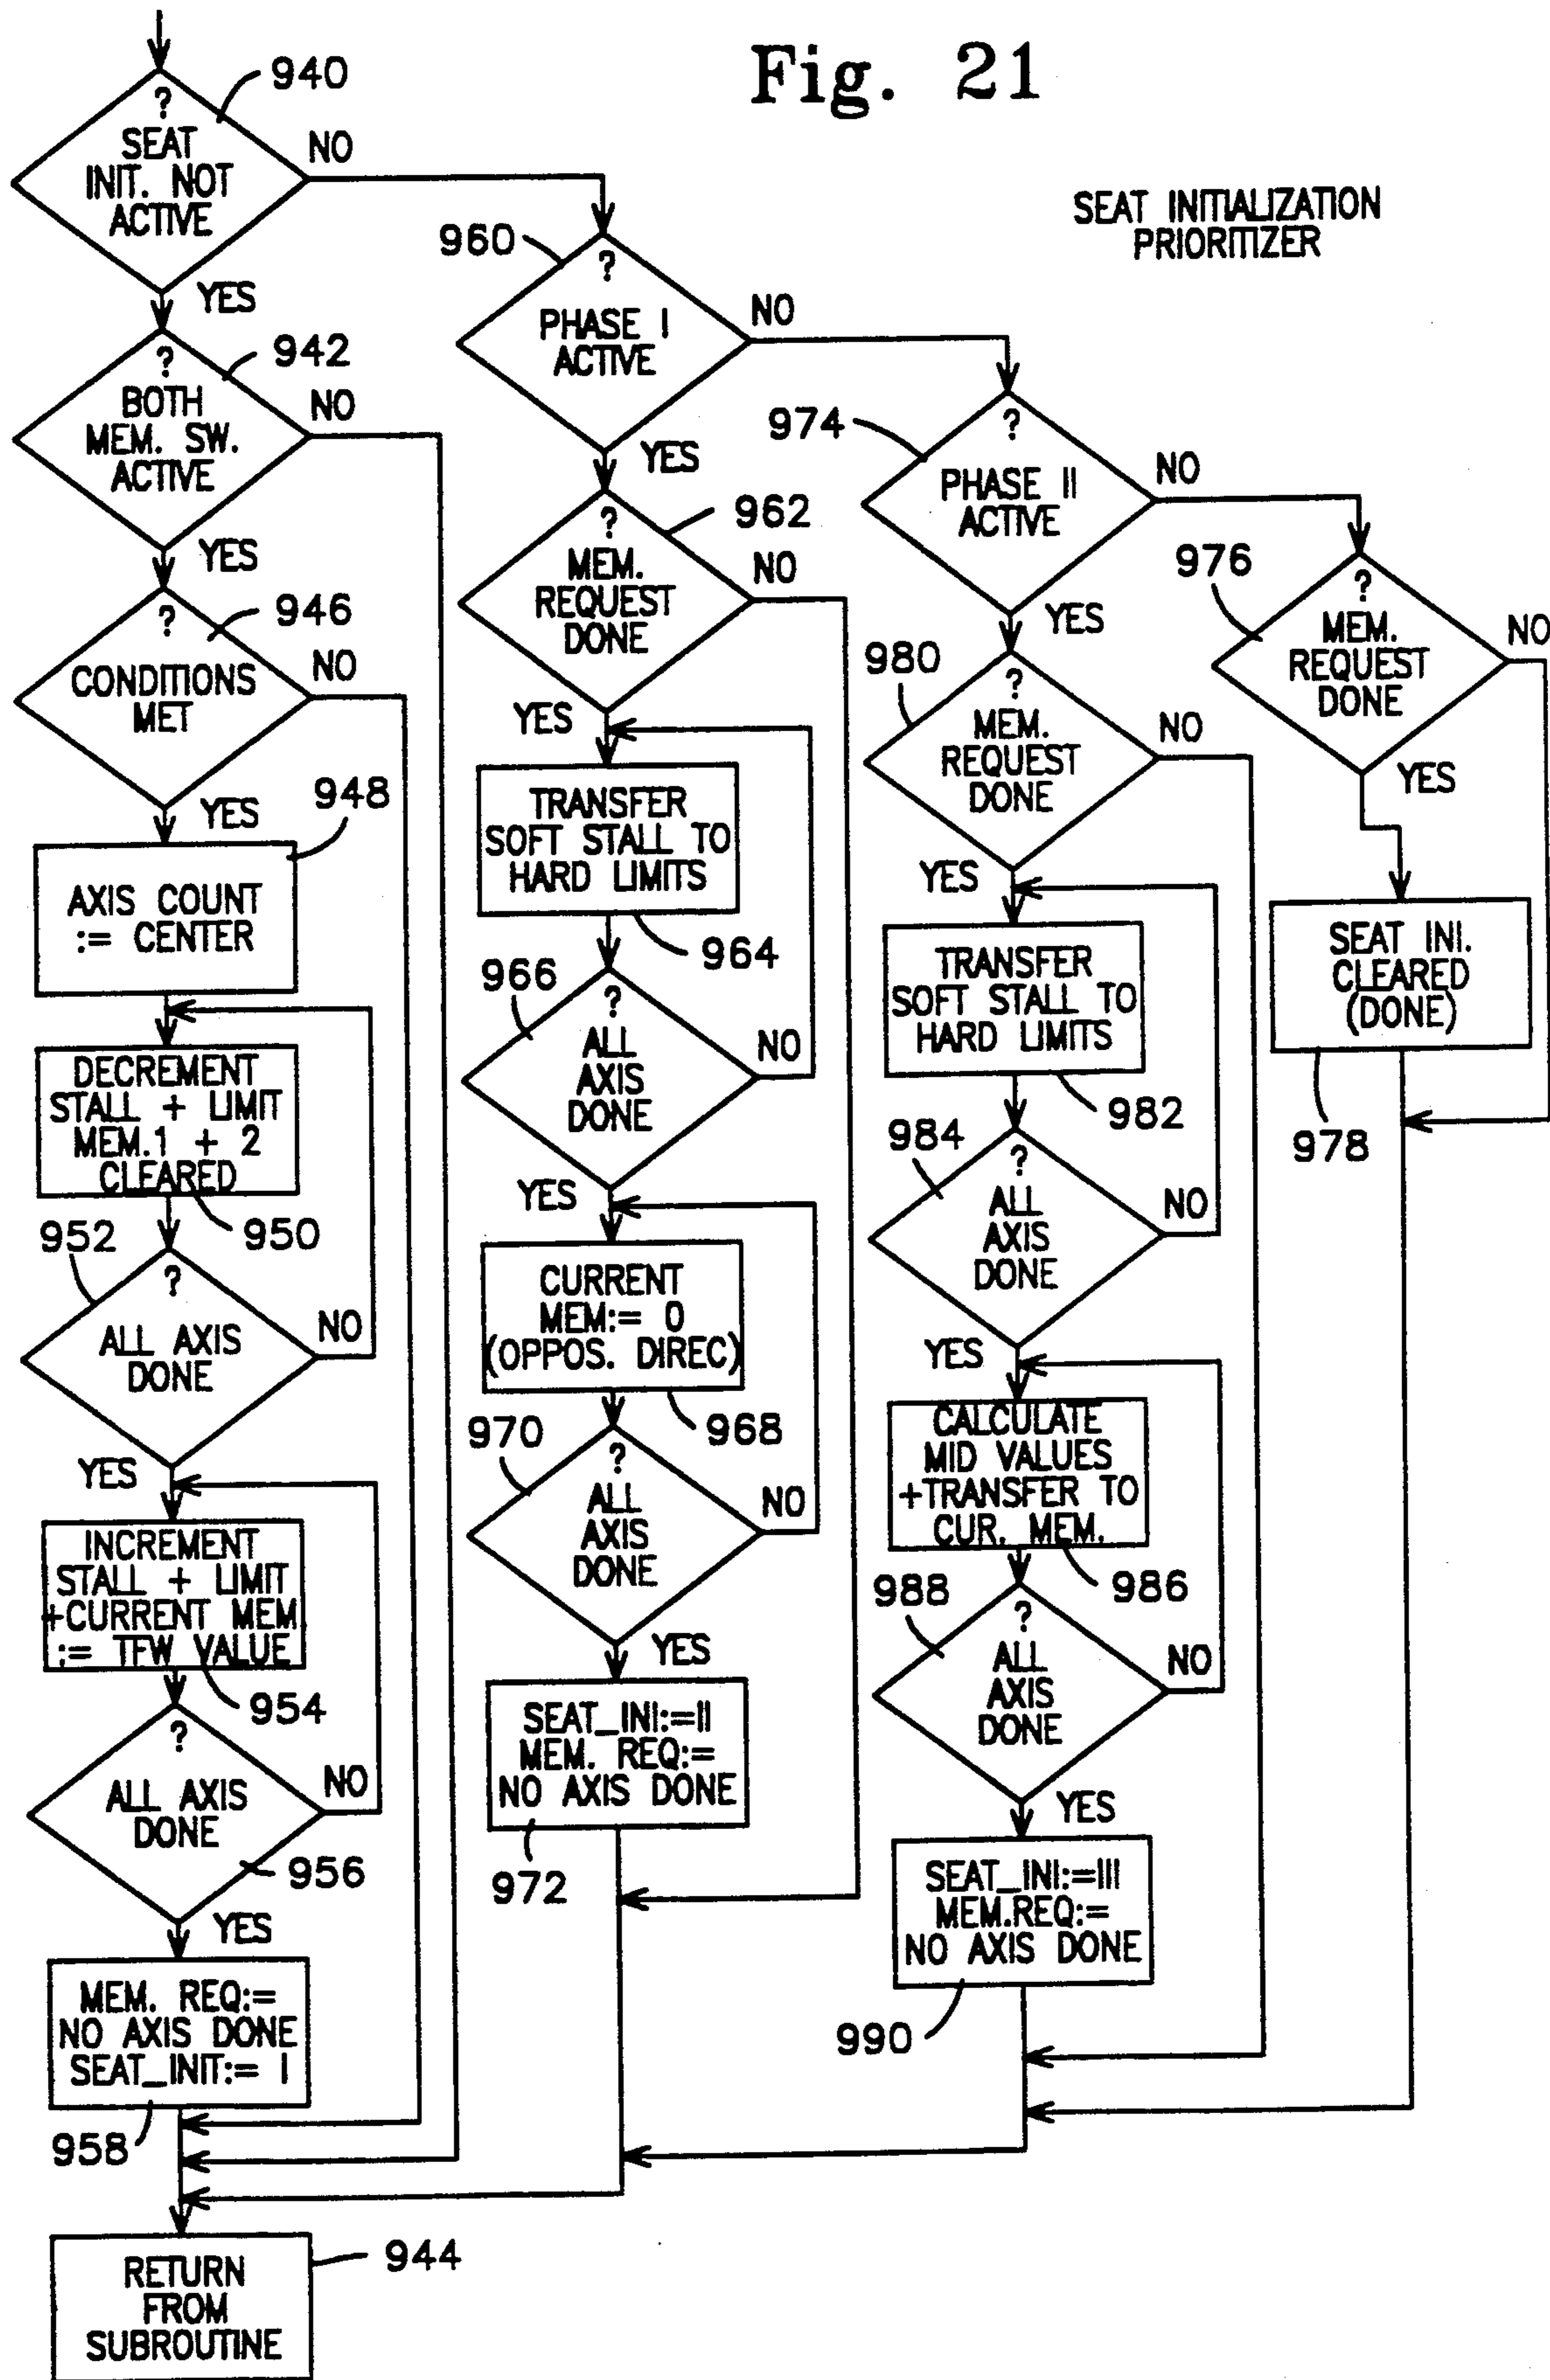 Fig. 21
SEAT INITIALIZATION
PRIORITIZER
940
?
SEAT
INIT. NOT
ACTIVE
NO
YES
942
?
BOTH
MEM. SW.
ACTIVE
NO
YES
946
?
CONDITIONS
MET
NO
YES
948
AXIS COUNT
:= CENTER
DECREMENT
STALL + LIMIT
MEM.1 + 2
CLEARED
950
952
?
ALL AXIS
DONE
NO
YES
INCREMENT
STALL + LIMIT
+CURRENT MEM
:= TFW VALUE
954
?
ALL AXIS
DONE
NO
956
YES
MEM. REQ:=
NO AXIS DONE
SEAT_INIT:= I
958
RETURN
FROM
SUBROUTINE
944
960
?
PHASE I
ACTIVE
NO
YES
962
?
MEM.
REQUEST
DONE
NO
YES
TRANSFER
SOFT STALL TO
HARD LIMITS
964
966
?
ALL
AXIS
DONE
NO
YES
CURRENT
MEM:= 0
(OPPOS. DIREC)
968
970
?
ALL
AXIS
DONE
NO
YES
SEAT_INI:=II
MEM. REQ:=
NO AXIS DONE
972
974
?
PHASE II
ACTIVE
NO
YES
980
?
MEM.
REQUEST
DONE
NO
YES
TRANSFER
SOFT STALL TO
HARD LIMITS
982
984
?
ALL
AXIS
DONE
NO
YES
CALCULATE
MID VALUES
+TRANSFER TO
CUR. MEM.
986
988
?
ALL
AXIS
DONE
NO
YES
SEAT_INI:=III
MEM.REQ:=
NO AXIS DONE
990
976
?
MEM.
REQUEST
DONE
NO
YES
SEAT INI.
CLEARED
(DONE)
978